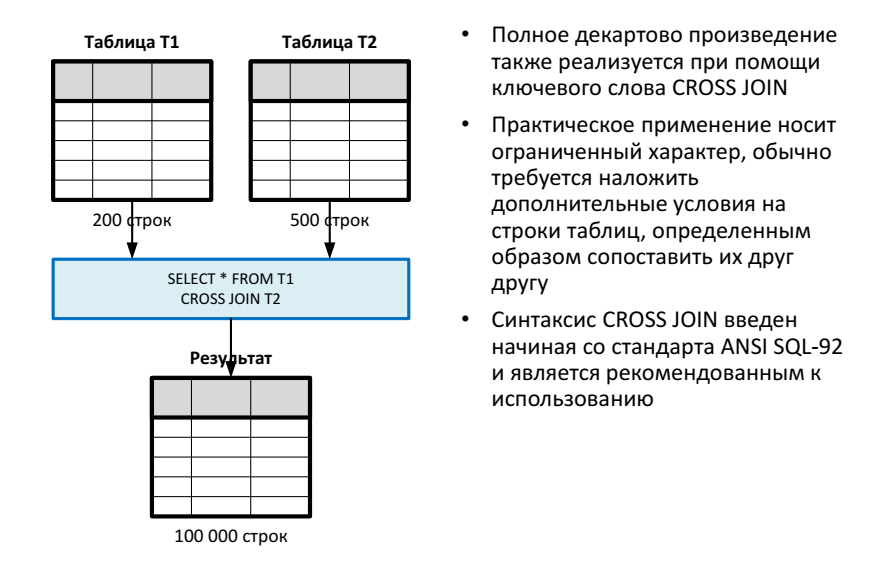 Таблица T1
Таблица T2
200 строк
500 строк
SELECT * FROM T1
CROSS JOIN T2
Результат
100 000 строк
• Полное декартово произведение
также реализуется при помощи
ключевого слова CROSS JOIN
• Практическое применение носит
ограниченный характер, обычно
требуется наложить
дополнительные условия на
строки таблиц, определенным
образом сопоставить их друг
другу
• Синтаксис CROSS JOIN введен
начиная со стандарта ANSI SQL-92
и является рекомендованным к
использованию